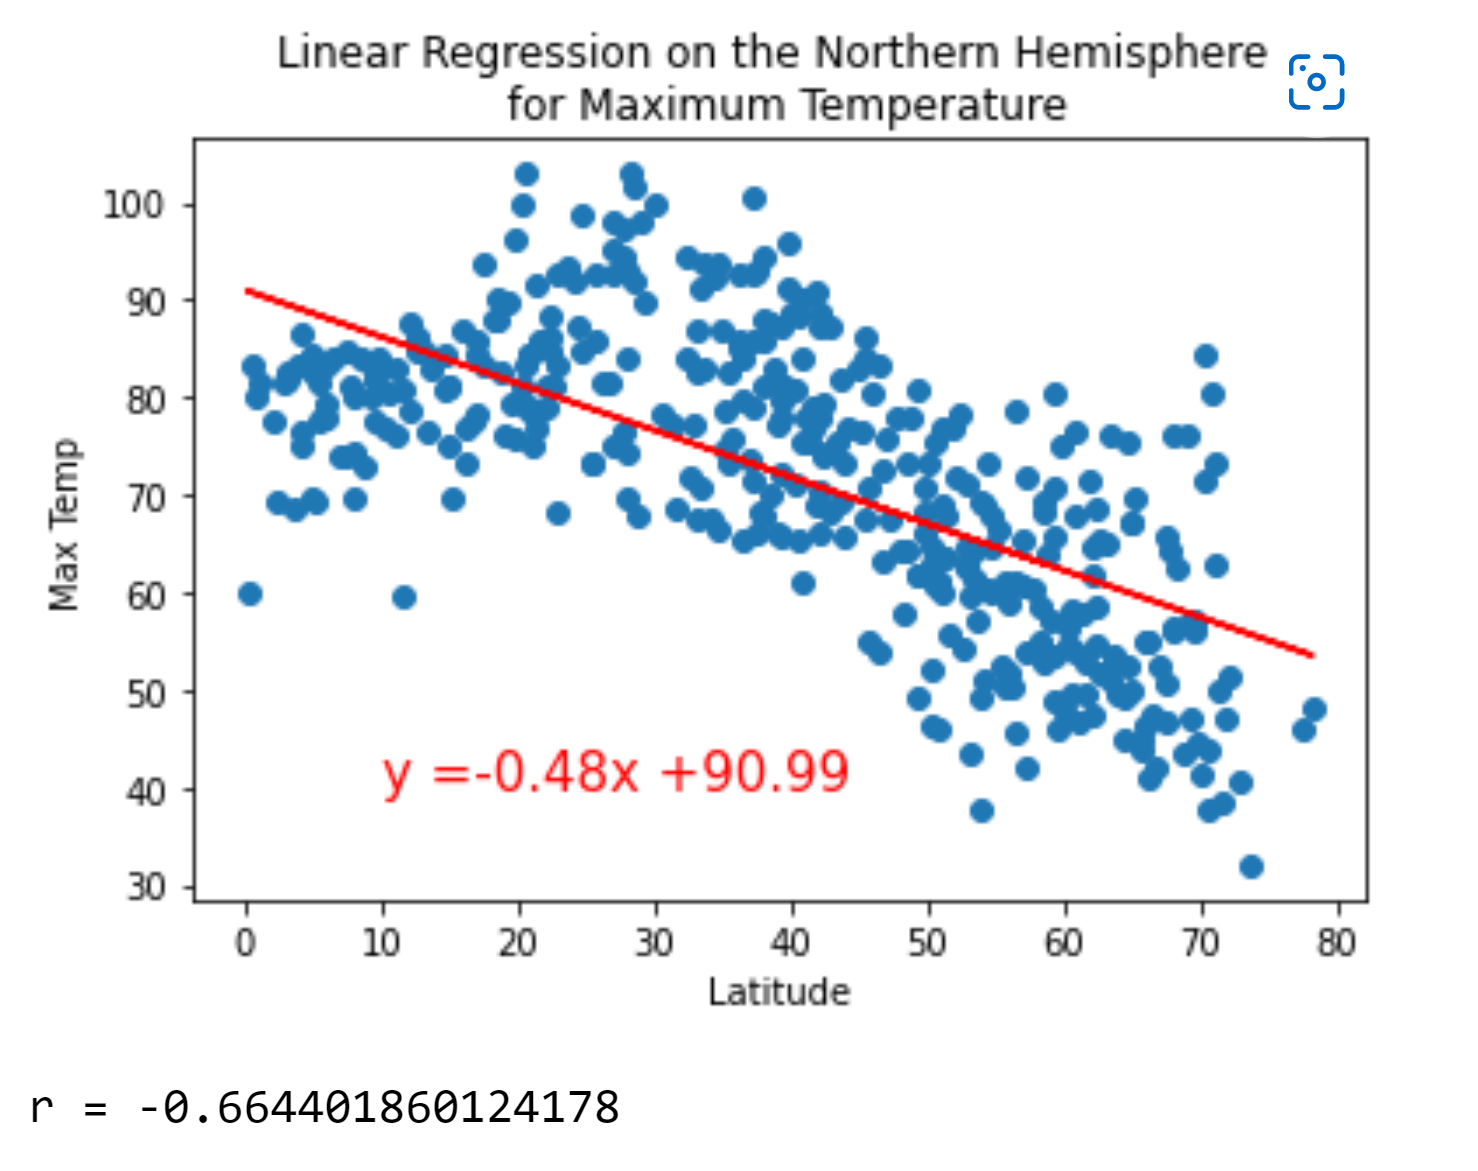 Linear Regression on the Northern Hemisphere
for Maximum Temperature
100
90
80
70
60
50
40
30
Max Temp
y =-0.48x +90.99
0 10 20 30 40 50 60 70 80
Latitude
r = -0.664401860124178